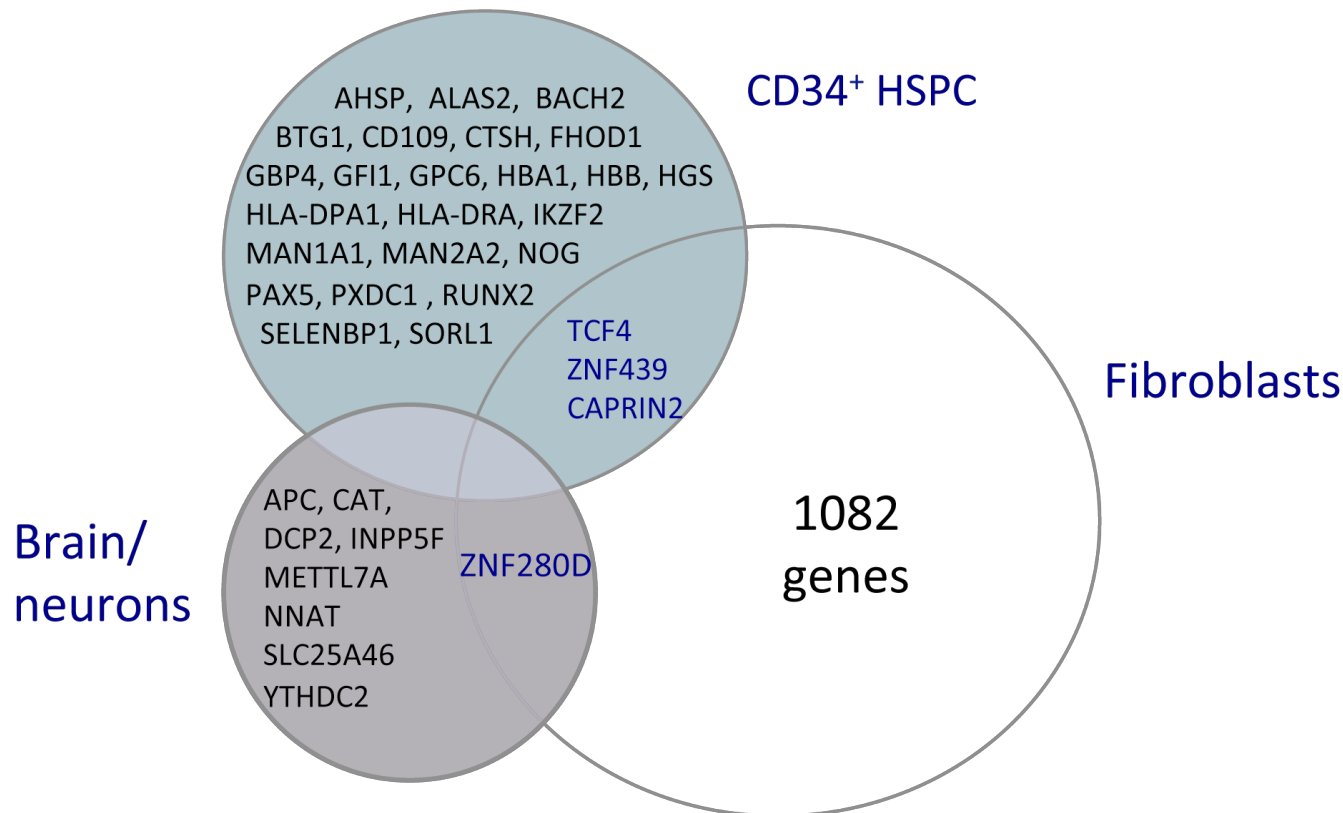 CD34⁺ HSPC
AHSP, ALAS2, BACH2
BTG1, CD109, CTSH, FHOD1
GBP4, GFI1, GPC6, HBA1, HBB, HGS
HLA-DPA1, HLA-DRA, IKZF2
MAN1A1, MAN2A2, NOG
PAX5, PXDC1 , RUNX2
SELENBP1, SORL1
TCF4
ZNF439
CAPRIN2
Fibroblasts
1082
genes
Brain/
neurons
APC, CAT,
DCP2, INPP5F
METTL7A
NNAT
SLC25A46
YTHDC2
ZNF280D